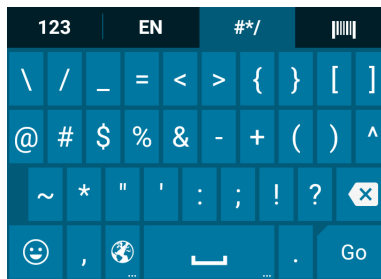 123 EN #*/
\ / _ = < > { } [ ]
@ # $ % & - + ( ) ^
~ * " ' : ; ! ?
, ... ... . Go